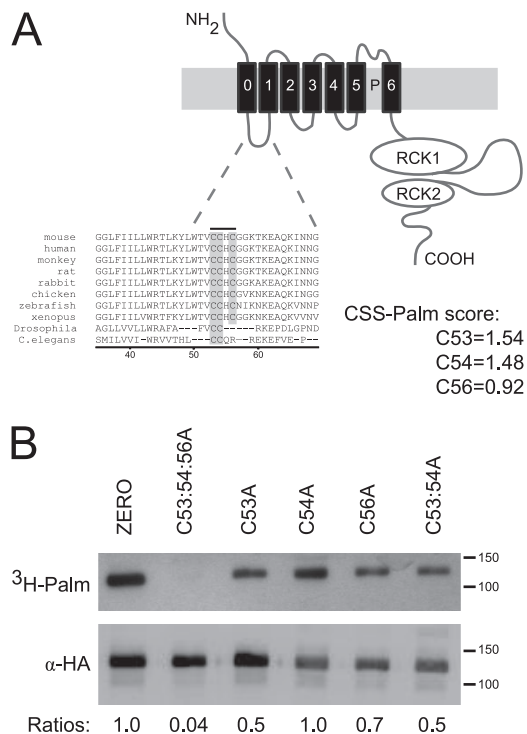 A
NH2
0 1 2 3 4 5 P 6
RCK1
RCK2
COOH
mouse GGLFIILLWRTLKYLWTVCCHCGGKTKEAQKINNG
human GGLFIILLWRTLKYLWTVCCHCGGKTKEAQKINNG
monkey GGLFIILLWRTLKYLWTVCCHCGGKTKEAQKINNG
rat GGLFIILLWRTLKYLWTVCCHCGGKTKEAQKINNG
rabbit GGLFIILLWRTLKYLWTVCCHCGGKAKEAQKINNG
chicken GGLFIILLWRTLKYLWTVCCHCGVKNKEAQKINGG
zebrafish GGLFIILLWRTLKYLWTVCCHCNIKNKEAQKINNG
xenopus GGLFIILLWRTLKYLWTVCCHCGGKNKEAQKVVNV
Drosophila AGLLVVLLWRAFA---FVCC-----RKEPDLGPND
C.elegans SMILVVI-WRVVTHL---CCQR--REKEFVE-P--
40 50 60
CSS-Palm score:
C53=1.54
C54=1.48
C56=0.92
B
ZERO C53:54:56A C53A C54A C56A C53:54A
3H-Palm 150 100
α-HA 150 100
Ratios: 1.0 0.04 0.5 1.0 0.7 0.5